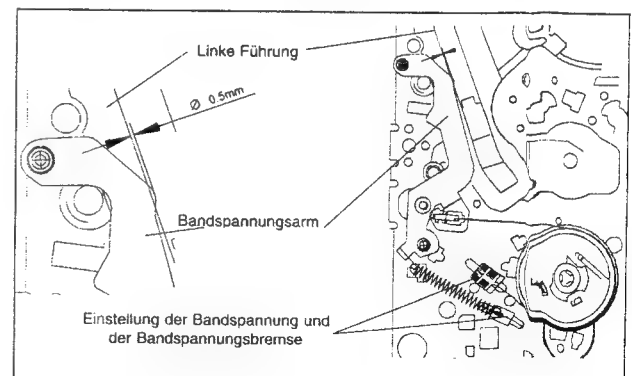 Linke Führung
Ø 0.5mm
Bandspannungsarm
Einstellung der Bandspannung und
der Bandspannungsbremse